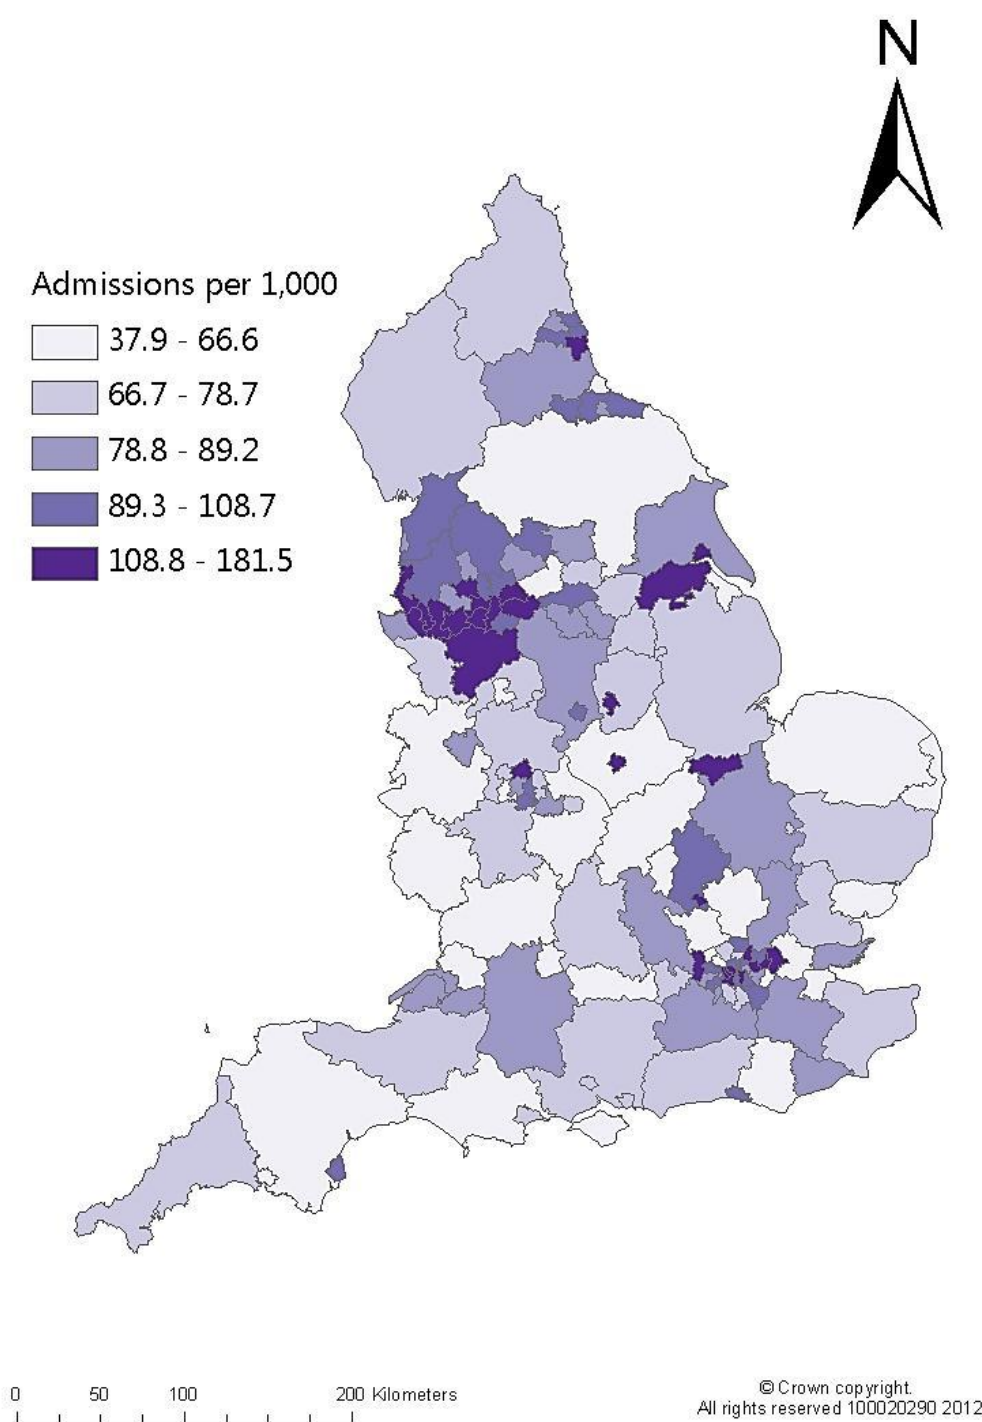 N
Admissions per 1,000
37.9 - 66.6
66.7 - 78.7
78.8 - 89.2
89.3 - 108.7
108.8 - 181.5
0 50 100 200 Kilometers
© Crown copyright.
All rights reserved 100020290 2012